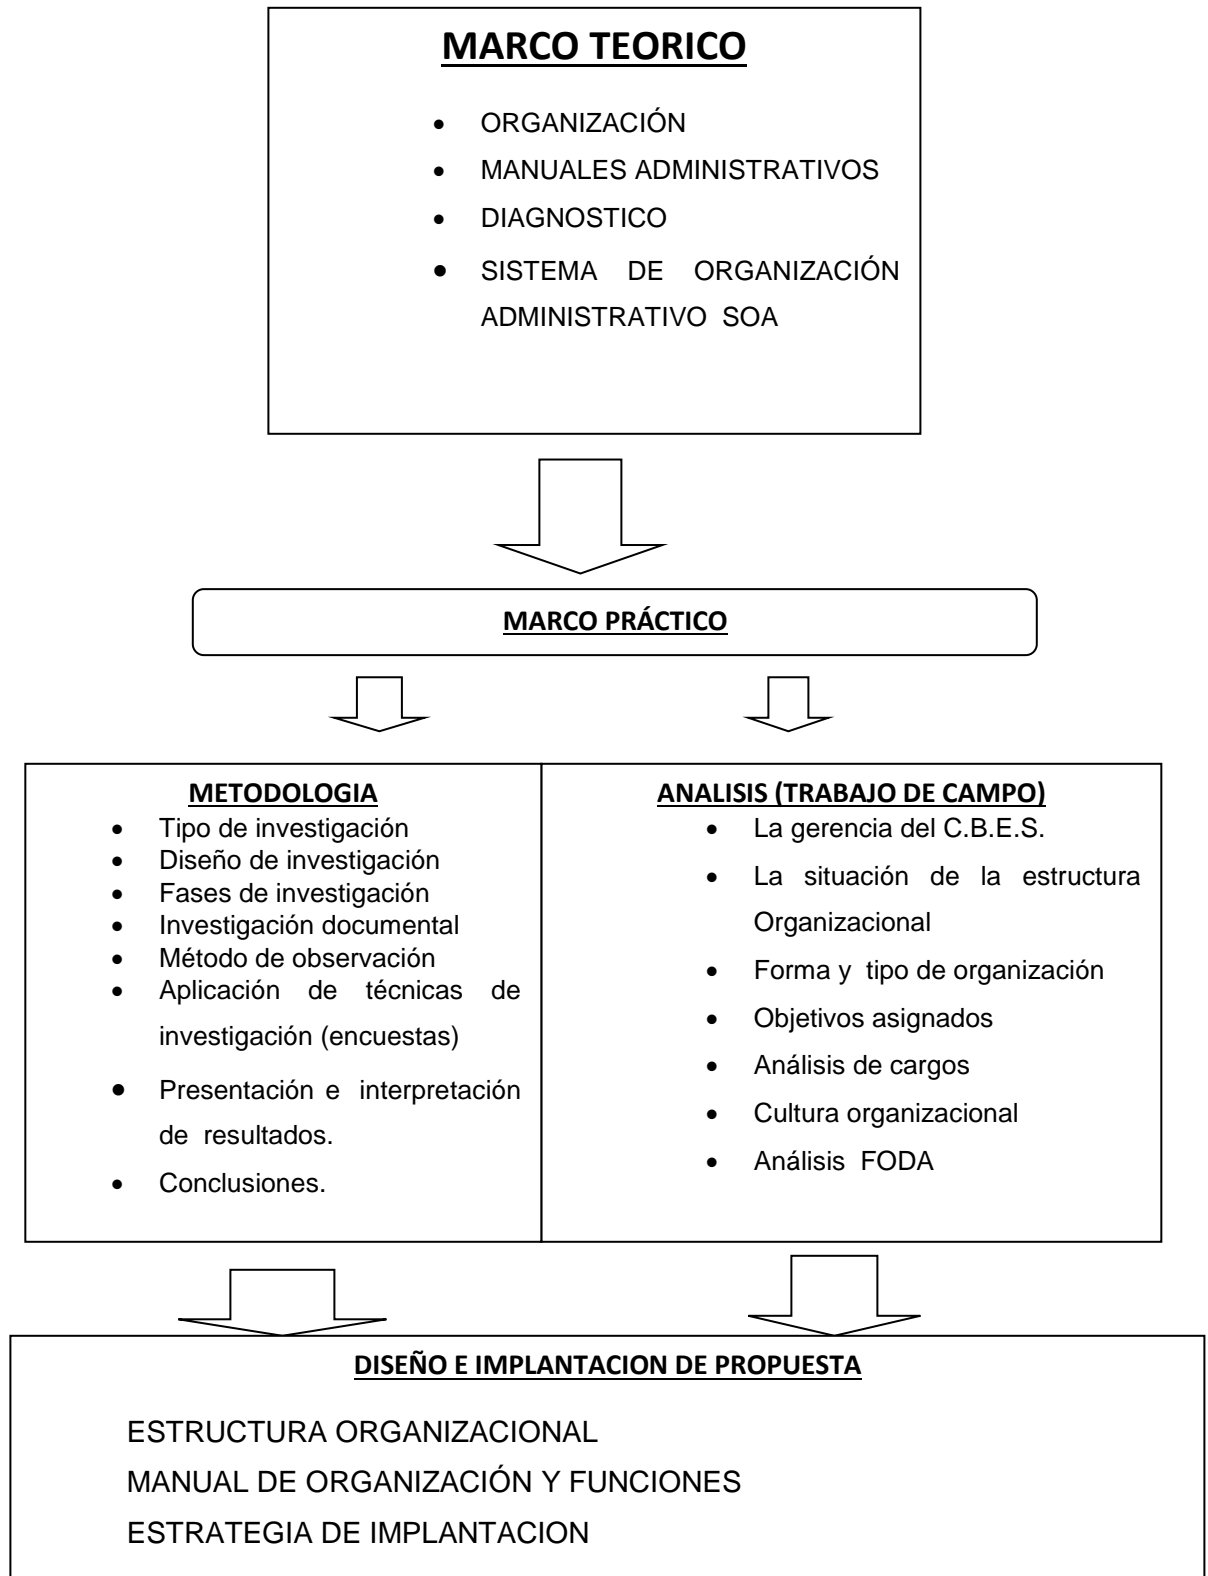 MARCO TEORICO
• ORGANIZACIÓN
• MANUALES ADMINISTRATIVOS
• DIAGNOSTICO
• SISTEMA DE ORGANIZACIÓN
ADMINISTRATIVO SOA
MARCO PRÁCTICO
METODOLOGIA
• Tipo de investigación
• Diseño de investigación
• Fases de investigación
• Investigación documental
• Método de observación
• Aplicación de técnicas de
investigación (encuestas)
• Presentación e interpretación
de resultados.
• Conclusiones.
ANALISIS (TRABAJO DE CAMPO)
• La gerencia del C.B.E.S.
• La situación de la estructura
Organizacional
• Forma y tipo de organización
• Objetivos asignados
• Análisis de cargos
• Cultura organizacional
• Análisis FODA
DISEÑO E IMPLANTACION DE PROPUESTA
ESTRUCTURA ORGANIZACIONAL
MANUAL DE ORGANIZACIÓN Y FUNCIONES
ESTRATEGIA DE IMPLANTACION